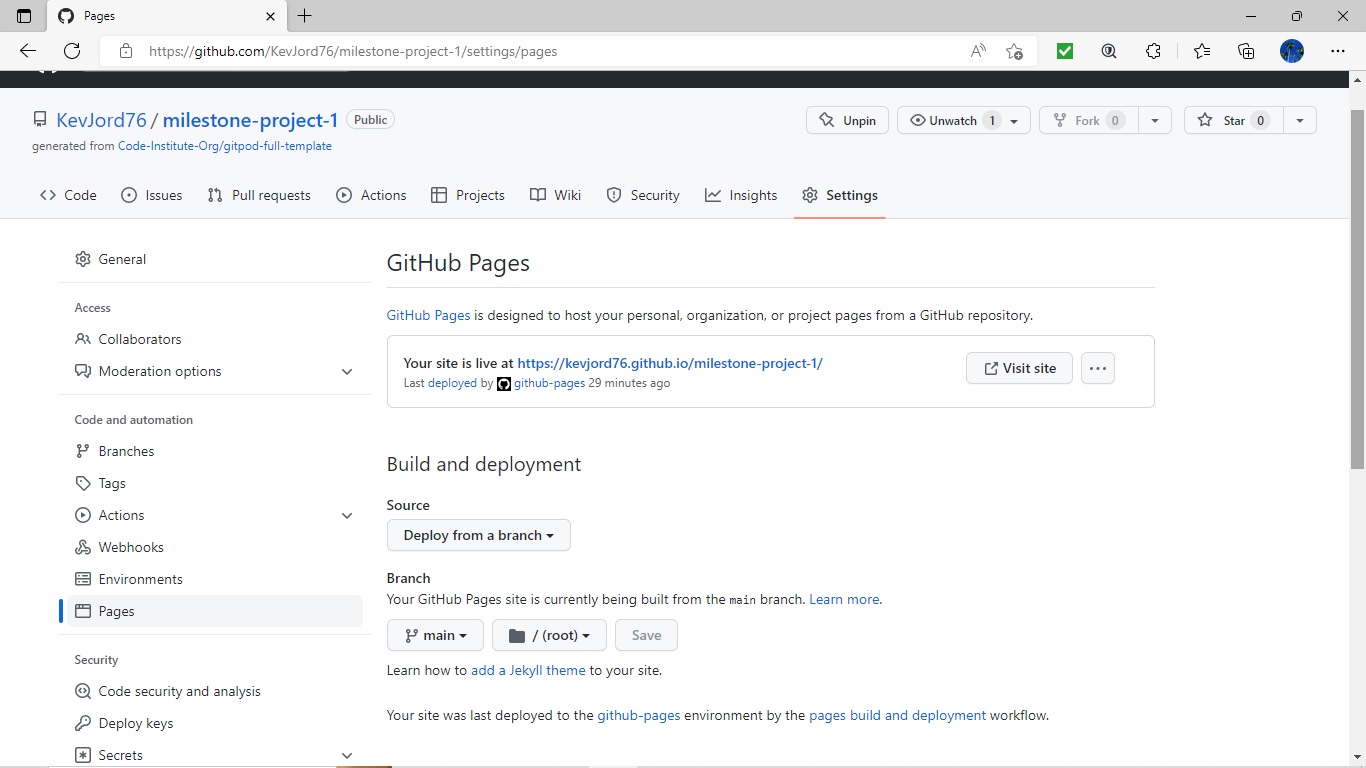 Pages
https://github.com/KevJord76/milestone-project-1/settings/pages
KevJord76 / milestone-project-1 Public
Unpin
Unwatch 1
Fork 0
Star 0
generated from Code-Institute-Org/gitpod-full-template
Code
Issues
Pull requests
Actions
Projects
Wiki
Security
Insights
Settings
General
Access
Collaborators
Moderation options
Code and automation
Branches
Tags
Actions
Webhooks
Environments
Pages
Security
Code security and analysis
Deploy keys
Secrets
GitHub Pages
GitHub Pages is designed to host your personal, organization, or project pages from a GitHub repository.
Your site is live at https://kevjord76.github.io/milestone-project-1/
Last deployed by github-pages 29 minutes ago
Visit site
Build and deployment
Source
Deploy from a branch
Branch
Your GitHub Pages site is currently being built from the main branch. Learn more.
main
/ (root)
Save
Learn how to add a Jekyll theme to your site.
Your site was last deployed to the github-pages environment by the pages build and deployment workflow.